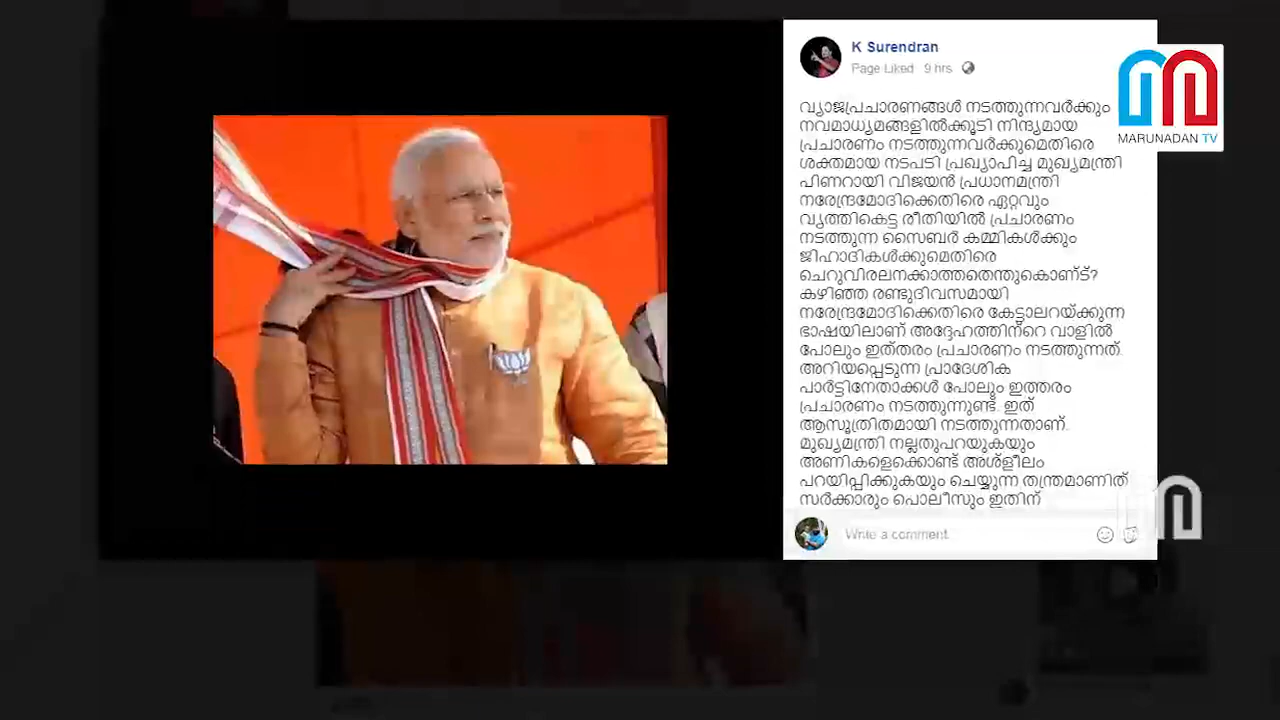 K Surendran
Page Liked 9 hrs
വ്യാജപ്രചാരണങ്ങൾ നടത്തുന്നവർക്കും
നവമാധ്യമങ്ങളിൽക്കൂടി നിന്ദ്യമായ
പ്രചാരണം നടത്തുന്നവർക്കുമെതിരെ
ശക്തമായ നടപടി പ്രഖ്യാപിച്ച മുഖ്യമന്ത്രി
പിണറായി വിജയൻ പ്രധാനമന്ത്രി
നരേന്ദ്രമോദിക്കെതിരെ ഏറ്റവും
വൃത്തികെട്ട രീതിയിൽ പ്രചാരണം
നടത്തുന്ന സൈബർ കമ്മികൾക്കും
ജിഹാദികൾക്കുമെതിരെ
ചെറുവിരലനക്കാത്തതെന്തുകൊണ്ട്?
കഴിഞ്ഞ രണ്ടുദിവസമായി
നരേന്ദ്രമോദിക്കെതിരെ കേട്ടാലറയ്ക്കുന്ന
ഭാഷയിലാണ് അദ്ദേഹത്തിൻറെ വാളിൽ
പോലും ഇത്തരം പ്രചാരണം നടത്തുന്നത്.
അറിയപ്പെടുന്ന പ്രാദേശിക
പാർട്ടിനേതാക്കൾ പോലും ഇത്തരം
പ്രചാരണം നടത്തുന്നുണ്ട്. ഇത്
ആസൂത്രിതമായി നടത്തുന്നതാണ്.
മുഖ്യമന്ത്രി നല്ലതുപറയുകയും
അണികളെക്കൊണ്ട് അശ്ളീലം
പറയിപ്പിക്കുകയും ചെയ്യുന്ന തന്ത്രമാണിത്
സർക്കാരും പൊലീസും ഇതിന്
Write a comment.
MARUNADAN TV